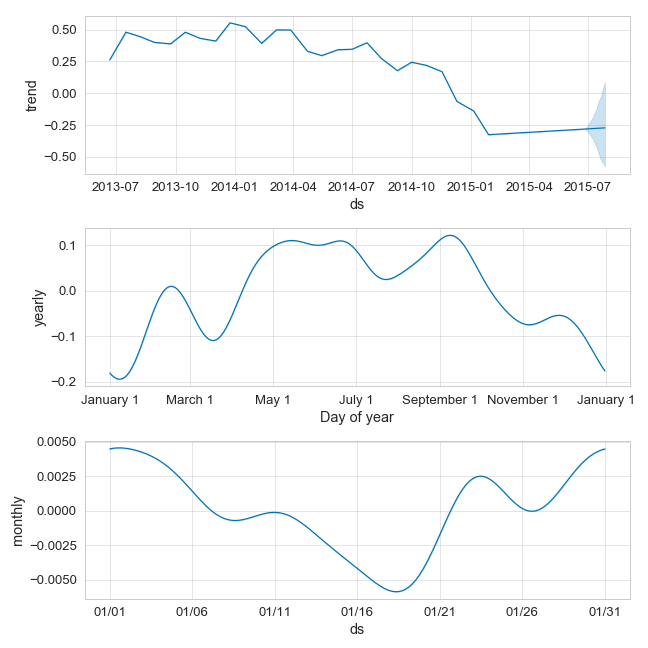 0.50
0.25
0.00
−0.25
−0.50
trend
2013-07 2013-10 2014-01 2014-04 2014-07 2014-10 2015-01 2015-04 2015-07
ds
0.1
0.0
−0.1
−0.2
yearly
January 1 March 1 May 1 July 1 September 1 November 1 January 1
Day of year
0.0050
0.0025
0.0000
−0.0025
−0.0050
monthly
01/01 01/06 01/11 01/16 01/21 01/26 01/31
ds